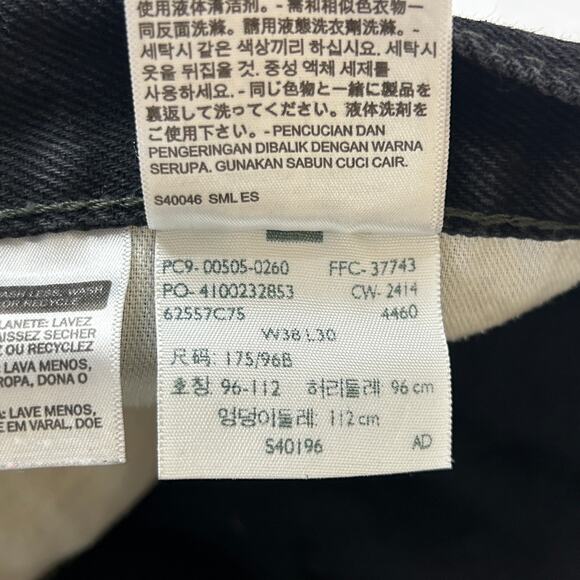 使用液体清洁剂。- 需和相似色衣物一
同反面洗滌。請用液態洗衣劑洗滌。-
세탁시 같은 색상끼리 하십시요. 세탁시
옷을 뒤집을 것. 중성 액체 세제를
사용하세요. - 同じ色物と一緒に製品を
裏返して洗ってください。液体洗剤を
ご使用下さい。- PENCUCIAN DAN
PENGERINGAN DIBALIK DENGAN WARNA
SERUPA. GUNAKAN SABUN CUCI CAIR.
S40046 SML ES
PC9- 00505-0260 FFC- 37743
PO- 4100232853 CW- 2414
62557C75 4460
W38 L30
尺码: 175/96B
호칭: 96-112 허리둘레: 96 cm
엉덩이둘레: 112 cm
S40196 AD
WASH LESS, WASH
OR RECYCLE
LANETE: LAVEZ
AISSEZ SECHER
Z OU RECYCLEZ
: LAVA MENOS,
ROPA, DONA O
A: LAVE MENOS,
E EM VARAL, DOE